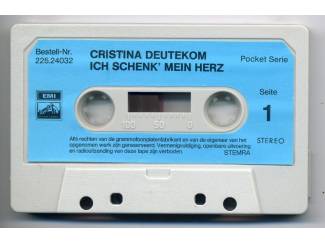 Bestell-Nr.
225.24032
CRISTINA DEUTEKOM
ICH SCHENK' MEIN HERZ
Pocket Serie
EMI
Seite
1
100 50 0
STEREO
Alle rechten van de grammofoonplatenfabrikant en van de eigenaar van het
opgenomen werk zijn gereserveerd. Vermenigvuldiging, openbare uitvoering
en radiouitzending van deze tape zijn verboden.
STEMRA